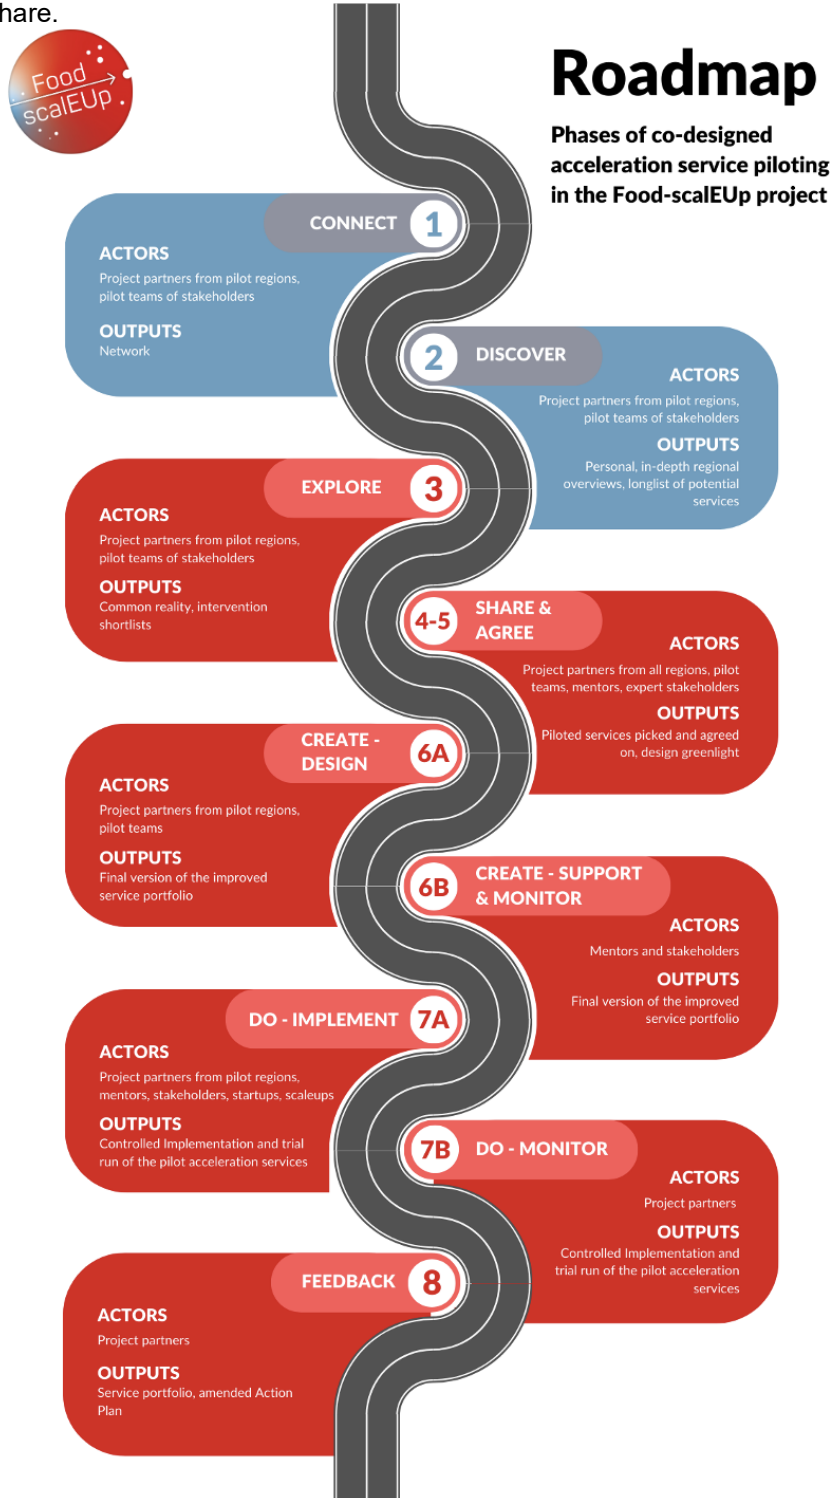 hare.
Food
scalEUp
Roadmap
Phases of co-designed
acceleration service piloting
in the Food-scalEUp project
CONNECT 1
ACTORS
Project partners from pilot regions,
pilot teams of stakeholders
OUTPUTS
Network
2 DISCOVER
ACTORS
Project partners from pilot regions,
pilot teams of stakeholders
OUTPUTS
Personal, in-depth regional
overviews, longlist of potential
services
EXPLORE 3
ACTORS
Project partners from pilot regions,
pilot teams of stakeholders
OUTPUTS
Common reality, intervention
shortlists
4-5 SHARE &
AGREE
ACTORS
Project partners from all regions, pilot
teams, mentors, expert stakeholders
OUTPUTS
Piloted services picked and agreed
on, design greenlight
CREATE -
DESIGN 6A
ACTORS
Project partners from pilot regions,
pilot teams
OUTPUTS
Final version of the improved
service portfolio
6B CREATE - SUPPORT
& MONITOR
ACTORS
Mentors and stakeholders
OUTPUTS
Final version of the improved
service portfolio
DO - IMPLEMENT 7A
ACTORS
Project partners from pilot regions,
mentors, stakeholders, startups, scaleups
OUTPUTS
Controlled Implementation and trial
run of the pilot acceleration services
7B DO - MONITOR
ACTORS
Project partners
OUTPUTS
Controlled Implementation and
trial run of the pilot acceleration
services
FEEDBACK 8
ACTORS
Project partners
OUTPUTS
Service portfolio, amended Action
Plan